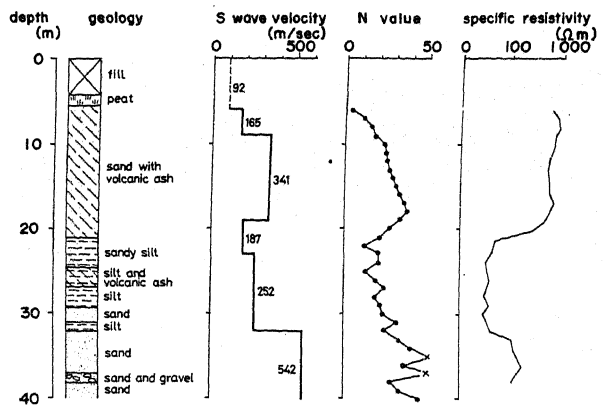 depth geology S wave velocity N value specific resistivity
(m) (m/sec) (Ωm)
0 500 0 50 0 100 1000
0
fill
92
peat
165
10
sand with
volcanic ash
341
20
187
sandy silt
silt and
volcanic ash
252
silt
30
sand
silt
sand
542
sand and gravel
sand
40